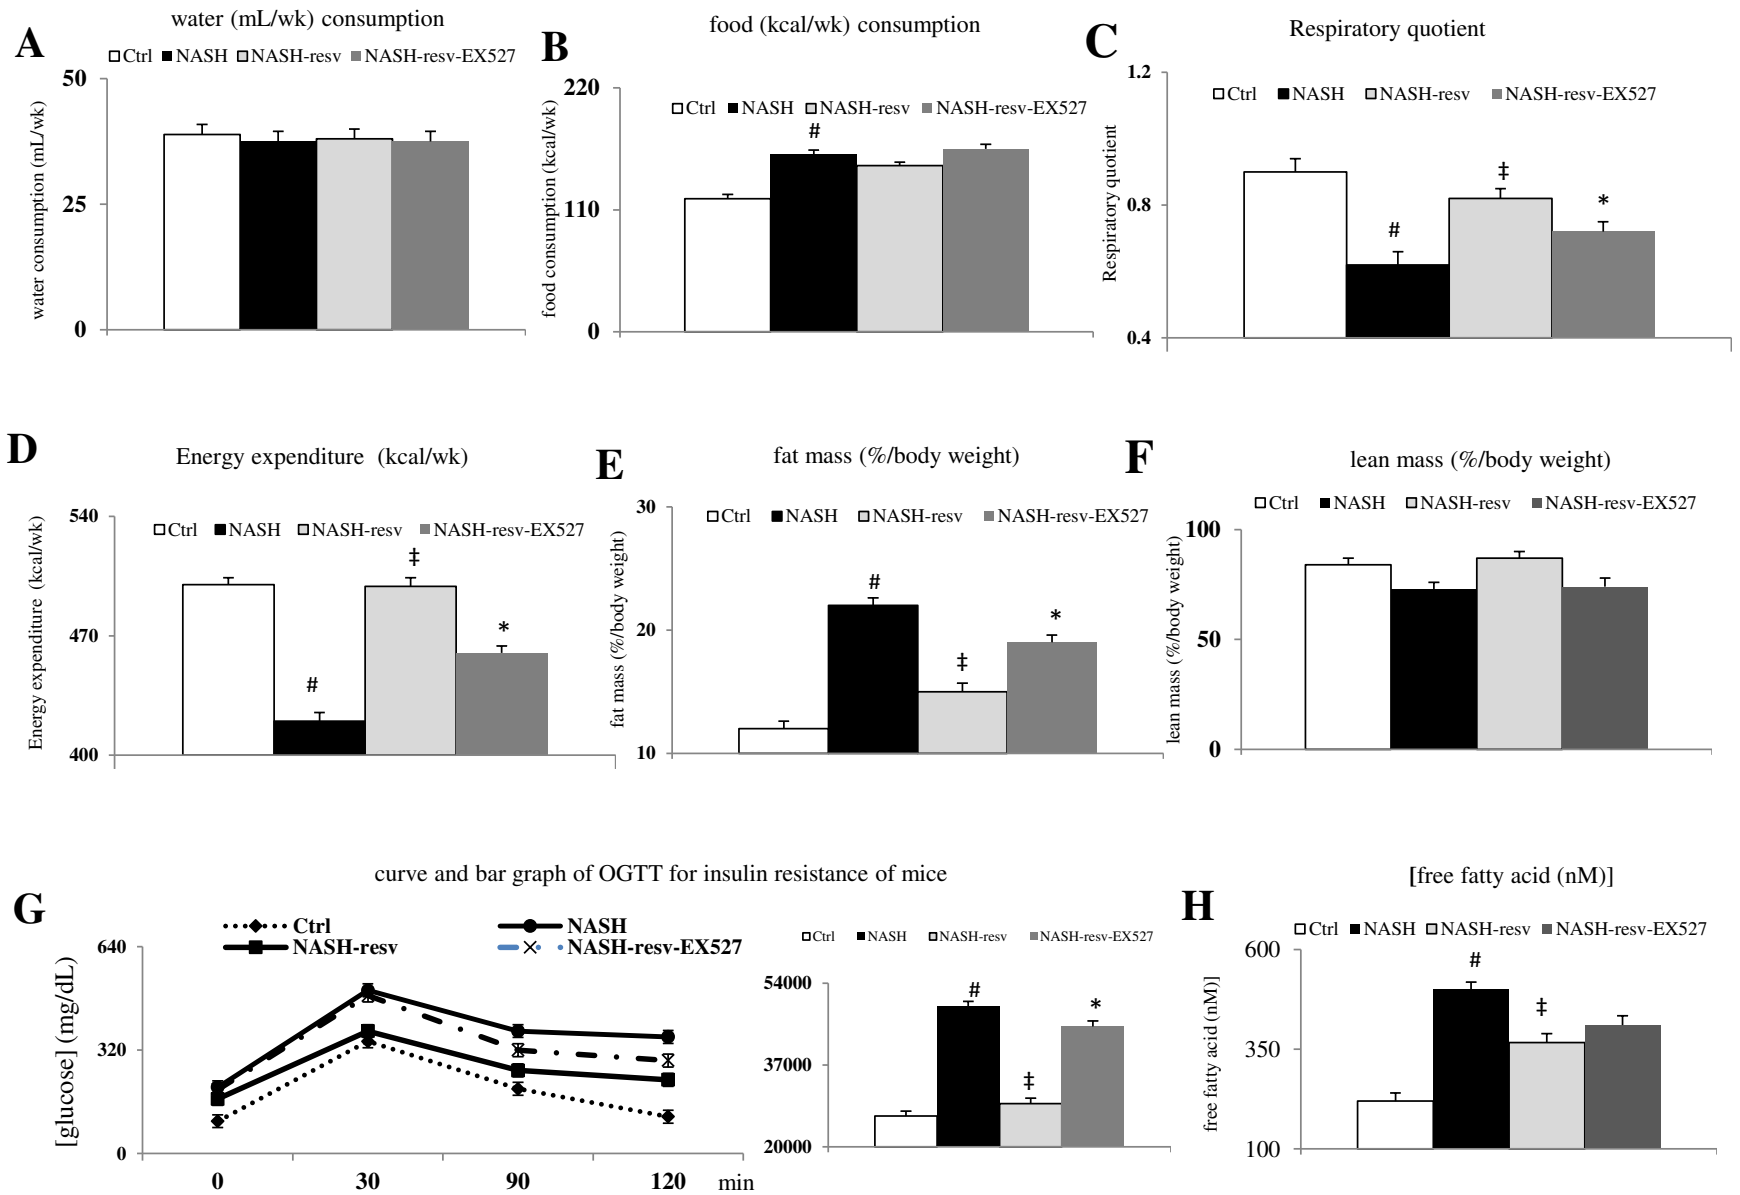 A
water (mL/wk) consumption
Ctrl NASH NASH-resv NASH-resv-EX527
water consumption (mL/wk)
50
25
0
B
food (kcal/wk) consumption
Ctrl NASH NASH-resv NASH-resv-EX527
food consumption (kcal/wk)
220
110
0
#
C
Respiratory quotient
Ctrl NASH NASH-resv NASH-resv-EX527
Respiratory quotient
1.2
0.8
0.4
# ‡ *
D
Energy expenditure (kcal/wk)
Ctrl NASH NASH-resv NASH-resv-EX527
Energy expenditure (kcal/wk)
540
470
400
# ‡ *
E
fat mass (%/body weight)
Ctrl NASH NASH-resv NASH-resv-EX527
fat mass (%/body weight)
30
20
10
# ‡ *
F
lean mass (%/body weight)
Ctrl NASH NASH-resv NASH-resv-EX527
lean mass (%/body weight)
100
50
0
G
curve and bar graph of OGTT for insulin resistance of mice
Ctrl NASH
NASH-resv NASH-resv-EX527
[glucose] (mg/dL)
640
320
0
0 30 90 120 min
Ctrl NASH NASH-resv NASH-resv-EX527
54000
37000
20000
# ‡ *
H
[free fatty acid (nM)]
Ctrl NASH NASH-resv NASH-resv-EX527
free fatty acid (nM)]
600
350
100
# ‡